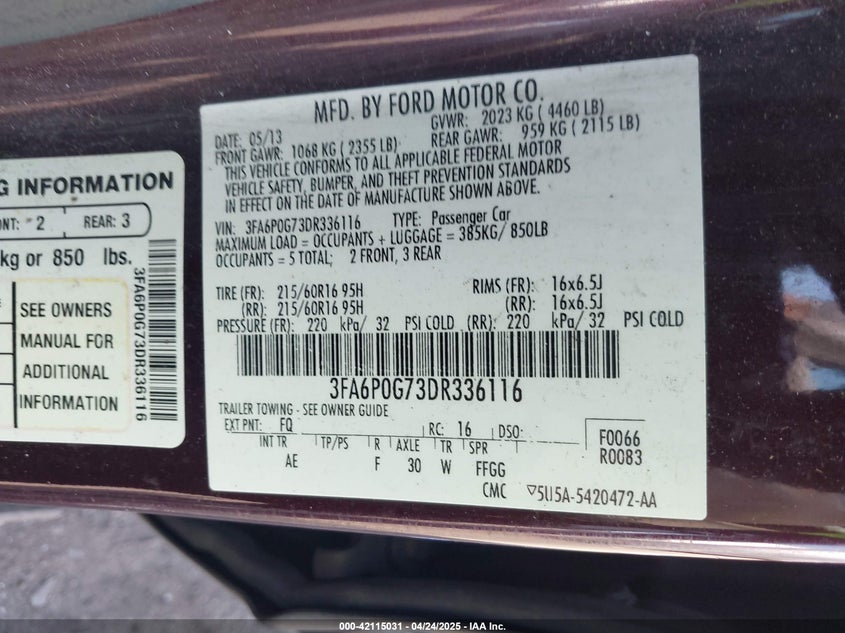 G INFORMATION
NT: 2 REAR: 3
kg or 850 lbs.
SEE OWNERS
MANUAL FOR
ADDITIONAL
INFORMATION
3FA6P0G73DR336116
MFD. BY FORD MOTOR CO.
DATE: 05/13 GVWR: 2023 KG ( 4460 LB)
FRONT GAWR: 1068 KG ( 2355 LB) REAR GAWR: 959 KG ( 2115 LB)
THIS VEHICLE CONFORMS TO ALL APPLICABLE FEDERAL MOTOR
VEHICLE SAFETY, BUMPER, AND THEFT PREVENTION STANDARDS
IN EFFECT ON THE DATE OF MANUFACTURE SHOWN ABOVE.
VIN: 3FA6P0G73DR336116 TYPE: Passenger Car
MAXIMUM LOAD = OCCUPANTS + LUGGAGE = 385KG/ 850LB
OCCUPANTS = 5 TOTAL; 2 FRONT, 3 REAR
TIRE (FR): 215/60R16 95H RIMS (FR): 16x6.5J
(RR): 215/60R16 95H (RR): 16x6.5J
PRESSURE (FR): 220 kPa/ 32 PSI COLD (RR): 220 kPa/ 32 PSI COLD
3FA6P0G73DR336116
TRAILER TOWING - SEE OWNER GUIDE
EXT PNT: FQ RC: 16 DSO: F0066
R0083
INT TR TP/PS R AXLE TR SPR
AE F 30 W FFGG
CMC ▽5U5A-5420472-AA
000-42115031 - 04/24/2025 - IAA Inc.